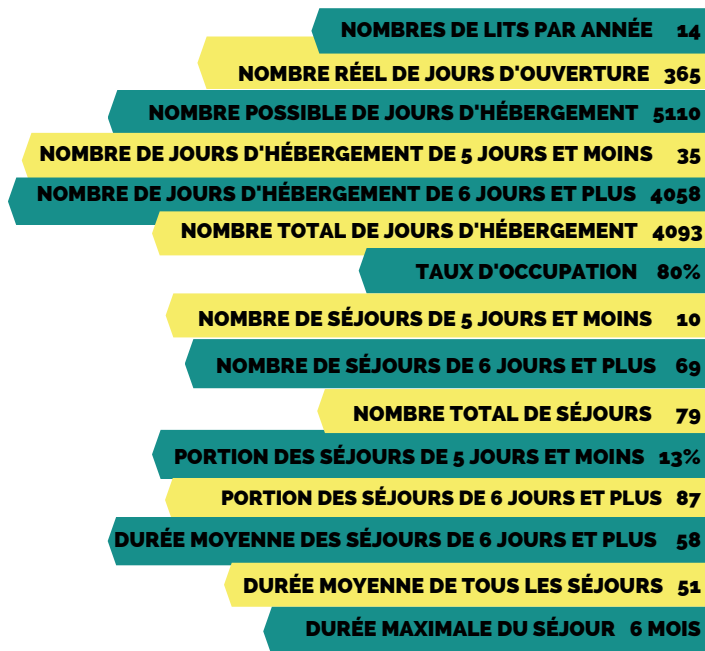 NOMBRES DE LITS PAR ANNÉE 14
NOMBRE RÉEL DE JOURS D'OUVERTURE 365
NOMBRE POSSIBLE DE JOURS D'HÉBERGEMENT 5110
NOMBRE DE JOURS D'HÉBERGEMENT DE 5 JOURS ET MOINS 35
NOMBRE DE JOURS D'HÉBERGEMENT DE 6 JOURS ET PLUS 4058
NOMBRE TOTAL DE JOURS D'HÉBERGEMENT 4093
TAUX D'OCCUPATION 80%
NOMBRE DE SÉJOURS DE 5 JOURS ET MOINS 10
NOMBRE DE SÉJOURS DE 6 JOURS ET PLUS 69
NOMBRE TOTAL DE SÉJOURS 79
PORTION DES SÉJOURS DE 5 JOURS ET MOINS 13%
PORTION DES SÉJOURS DE 6 JOURS ET PLUS 87
DURÉE MOYENNE DES SÉJOURS DE 6 JOURS ET PLUS 58
DURÉE MOYENNE DE TOUS LES SÉJOURS 51
DURÉE MAXIMALE DU SÉJOUR 6 MOIS